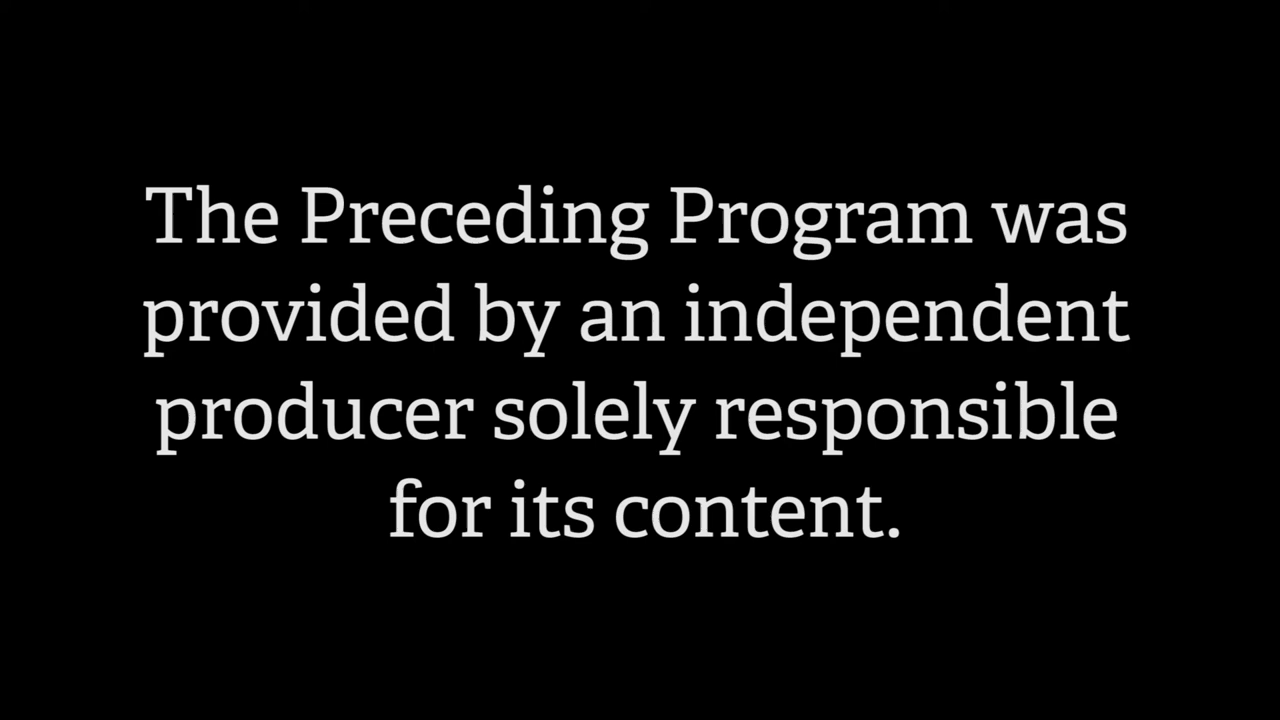 The Preceding Program was
provided by an independent
producer solely responsible
for its content.